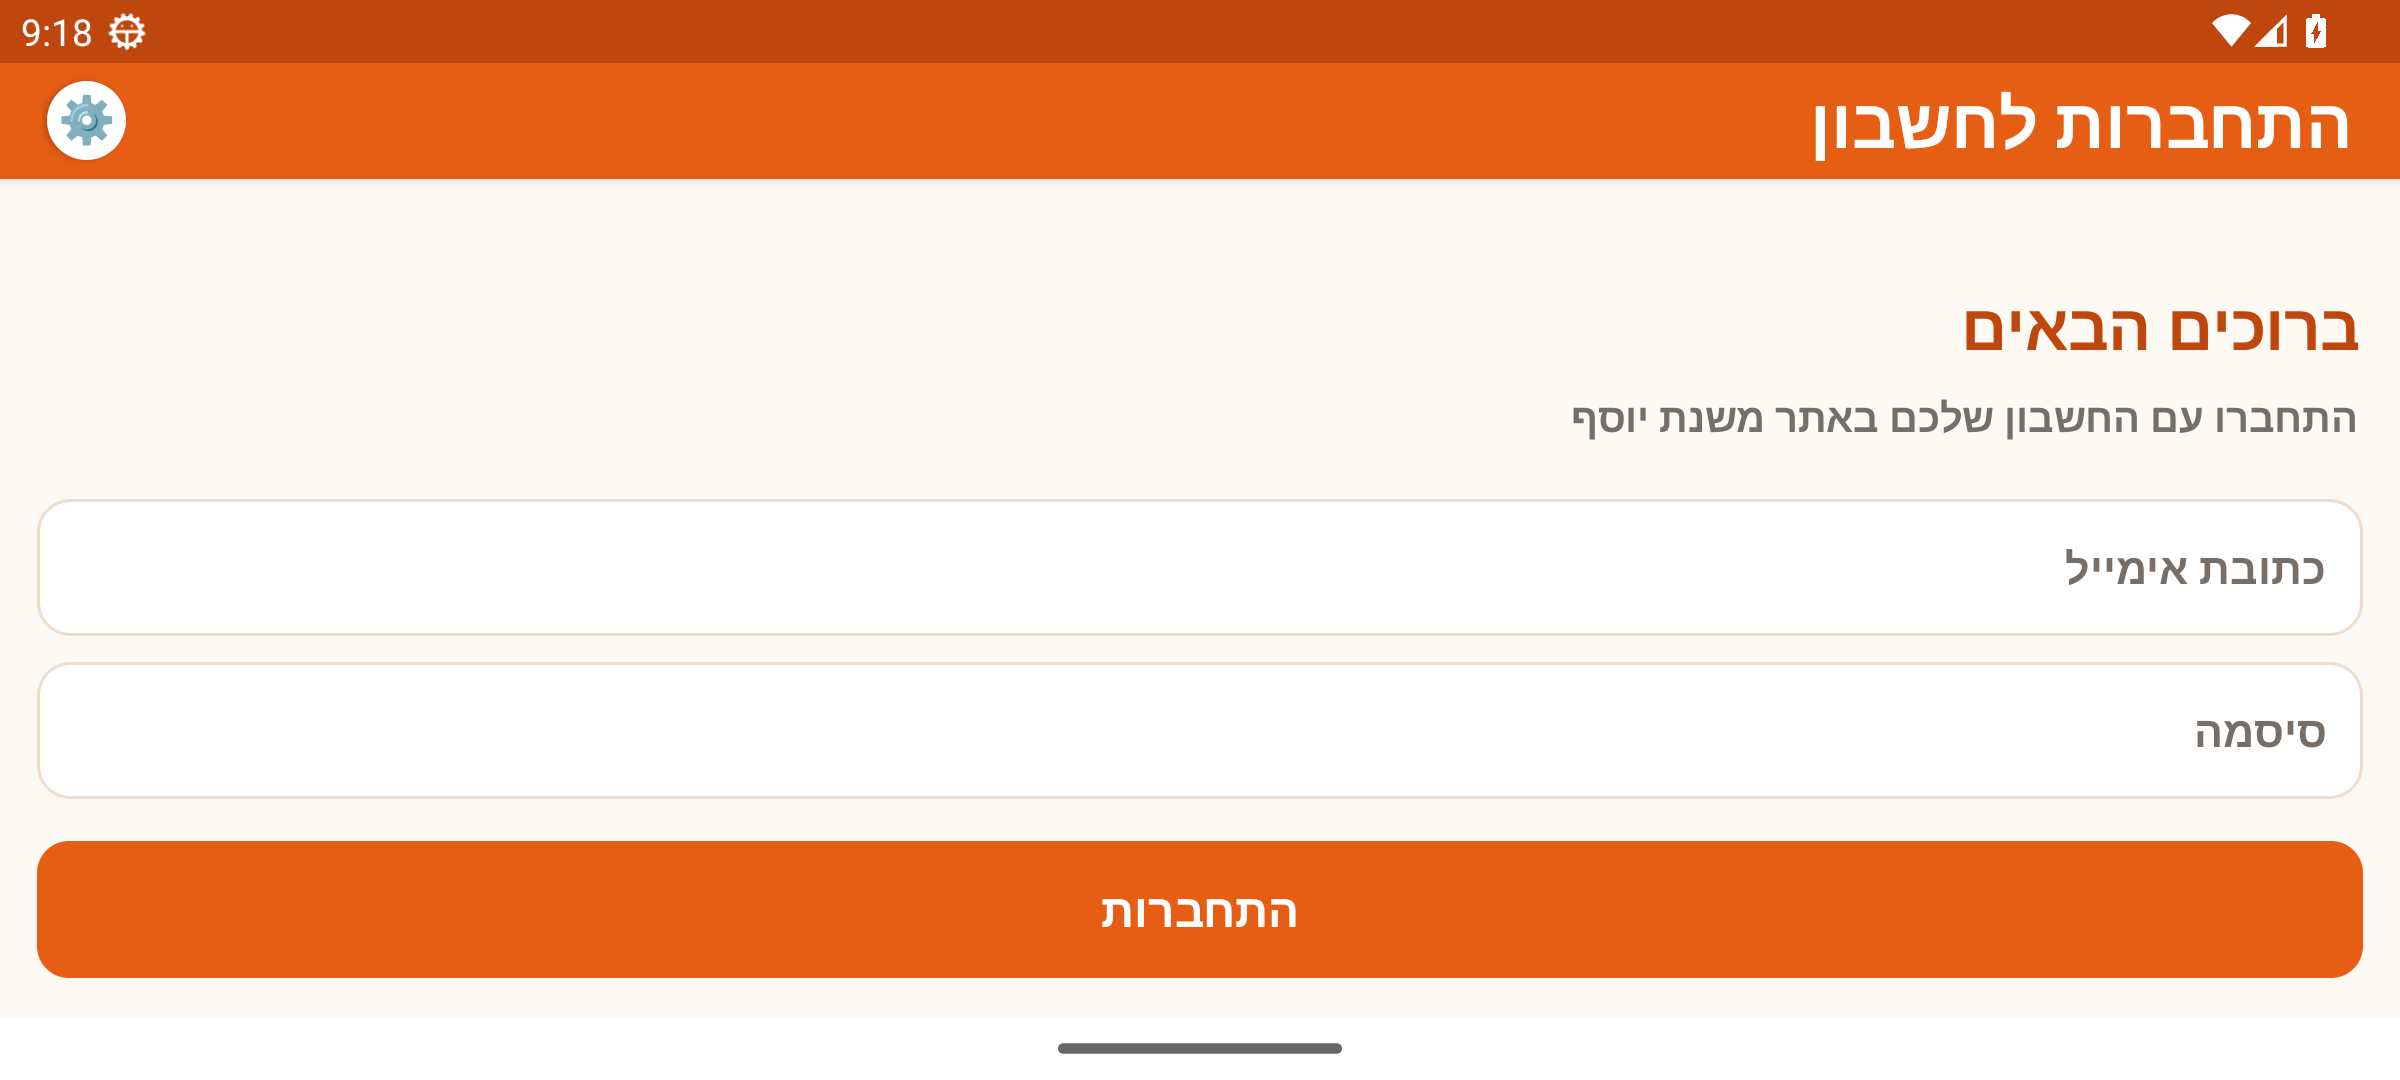 9:18
התחברות לחשבון
ברוכים הבאים
התחברו עם החשבון שלכם באתר משנת יוסף
כתובת אימייל
סיסמה
התחברות